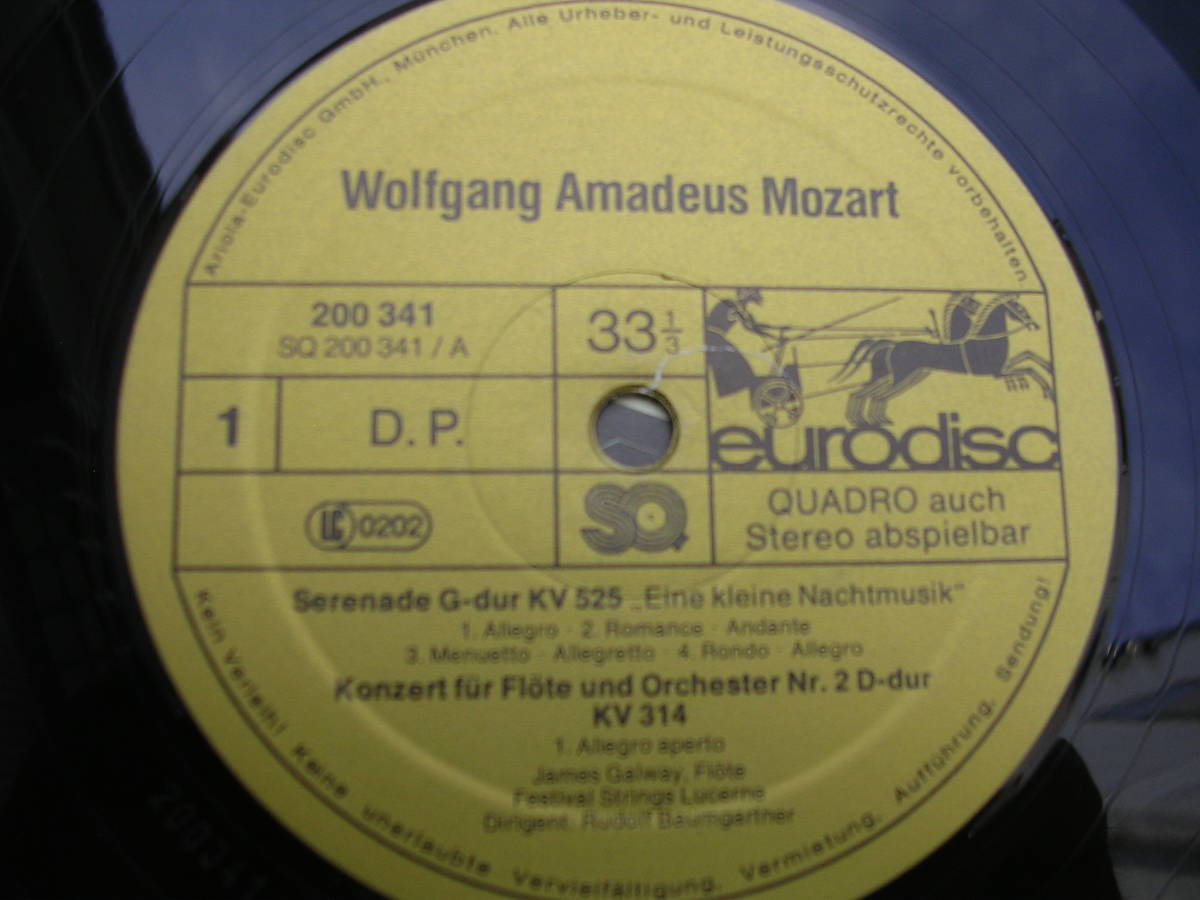 Ariola-Eurodisc GmbH., München. Alle Urheber- und Leistungsschutzrechte vorbehalten.
Wolfgang Amadeus Mozart
200 341
SQ 200 341 / A
33 1/3
1
D. P.
eurodisc
LC 0202
SQ
QUADRO auch
Stereo abspielbar
Serenade G-dur KV 525 „Eine kleine Nachtmusik“
1. Allegro · 2. Romance · Andante
3. Menuetto · Allegretto · 4. Rondo · Allegro
Konzert für Flöte und Orchester Nr. 2 D-dur
KV 314
1. Allegro aperto
James Galway, Flöte
Festival Strings Lucerne
Dirigent: Rudolf Baumgartner
Kein Verleih! Keine unerlaubte Vervielfältigung, Vermietung, Aufführung, Sendung!